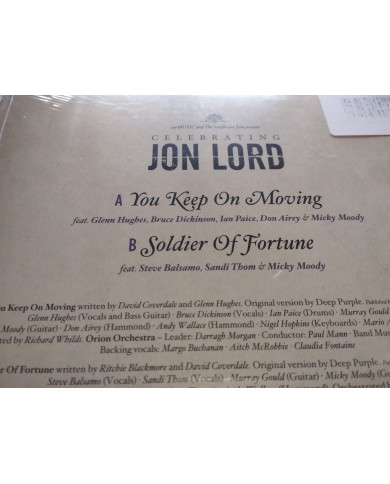 earMUSIC and The Sunflower Jam present
CELEBRATING
JON LORD
A You Keep On Moving
feat. Glenn Hughes, Bruce Dickinson, Ian Paice, Don Airey & Micky Moody
B Soldier Of Fortune
feat. Steve Balsamo, Sandi Thom & Micky Moody
ou Keep On Moving written by David Coverdale and Glenn Hughes. Original version by Deep Purple.
Glenn Hughes (Vocals and Bass Guitar) · Bruce Dickinson (Vocals) · Ian Paice (Drums) · Murray Gould
Moody (Guitar) · Don Airey (Hammond) · Andy Wallace (Hammond) · Nigel Hopkins (Keyboards) · Mario
ted by Richard Whilds. Orion Orchestra – Leader: Darragh Morgan · Conductor: Paul Mann · Band Mus
Backing vocals: Margo Buchanan · Aitch McRobbie · Claudia Fontaine
er Of Fortune written by Ritchie Blackmore and David Coverdale. Original version by Deep Purple.
Steve Balsamo (Vocals) · Sandi Thom (Vocals) · Murray Gould (Guitar) · Micky Moody (G